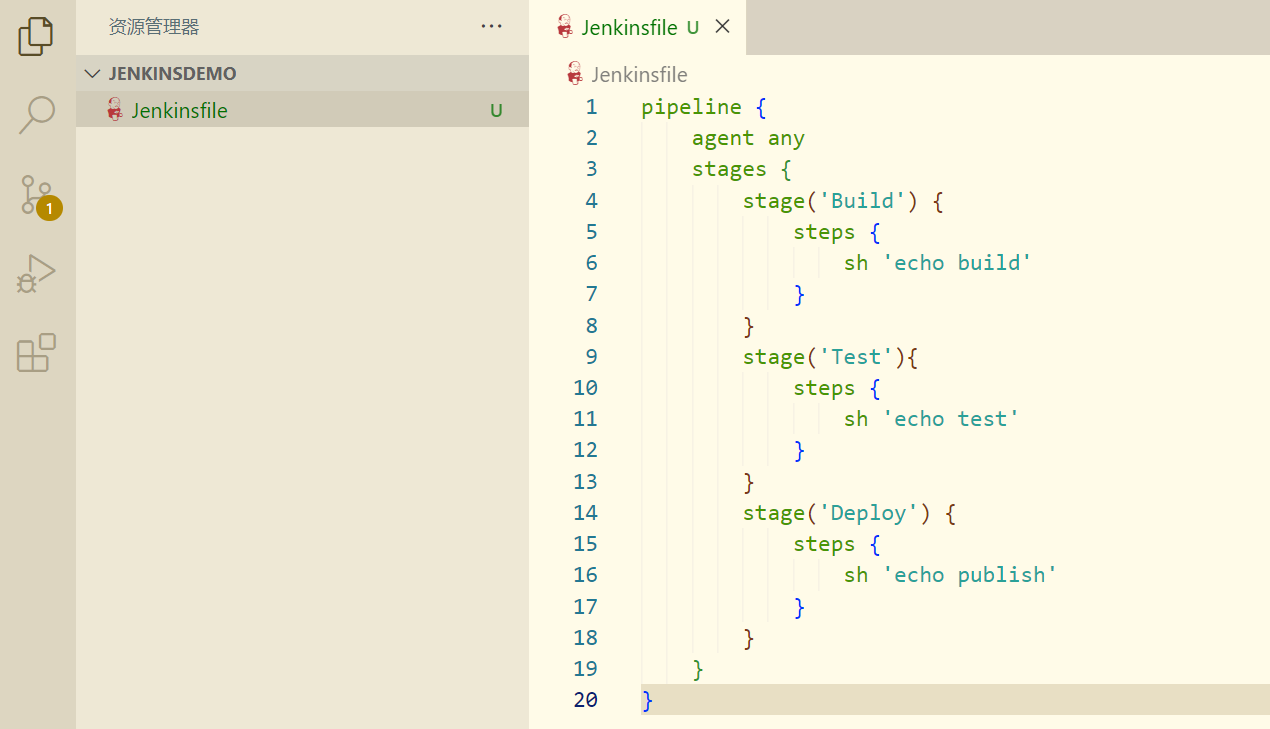 资源管理器
JENKINSDEMO
Jenkinsfile U
1
Jenkinsfile U
Jenkinsfile
1 pipeline {
2     agent any
3     stages {
4         stage('Build') {
5             steps {
6                 sh 'echo build'
7             }
8         }
9         stage('Test'){
10             steps {
11                 sh 'echo test'
12             }
13         }
14         stage('Deploy') {
15             steps {
16                 sh 'echo publish'
17             }
18         }
19     }
20 }